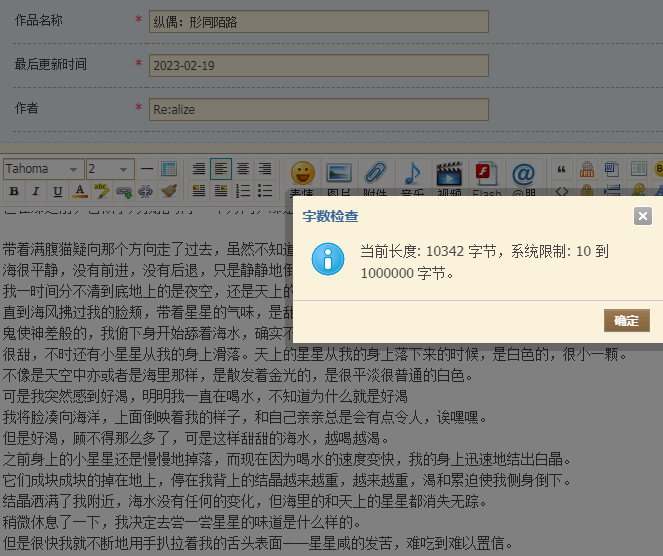 作品名称 * 纵偶：形同陌路
最后更新时间 * 2023-02-19
作者 * Re:alize
Tahoma 2
B I U A
表情 图片 附件 音乐 视频 Flash @朋
字数检查
当前长度: 10342 字节，系统限制: 10 到
1000000 字节。
确定
带着满腹猫疑向那个方向走了过去，虽然不知道
海很平静，没有前进，没有后退，只是静静地
我一时间分不清到底地上的是夜空，还是天上的
直到海风拂过我的脸颊，带着星星的气味，是甜
鬼使神差般的，我俯下身开始舔着海水，确实不
很甜，不时还有小星星从我的身上滑落。天上的星星从我的身上落下来的时候，是白色的，很小一颗。
不像是天空中亦或者是海里那样，是散发着金光的，是很平淡很普通的白色。
可是我突然感到好渴，明明我一直在喝水，不知道为什么就是好渴
我将脸凑向海洋，上面倒映着我的样子，和自己亲亲总是会有点令人，诶嘿嘿。
但是好渴，顾不得那么多了，可是这样甜甜的海水，越喝越渴。
之前身上的小星星还是慢慢地掉落，而现在因为喝水的速度变快，我的身上迅速地结出白晶。
它们成块成块的掉在地上，停在我背上的结晶越来越重，越来越重，渴和累迫使我侧身倒下。
结晶洒满了我附近，海水没有任何的变化，但海里的和天上的星星都消失无踪。
稍微休息了一下，我决定去尝一尝星星的味道是什么样的。
但是很快我就不断地用手扒拉着我的舌头表面——星星咸的发苦，难吃到难以置信。